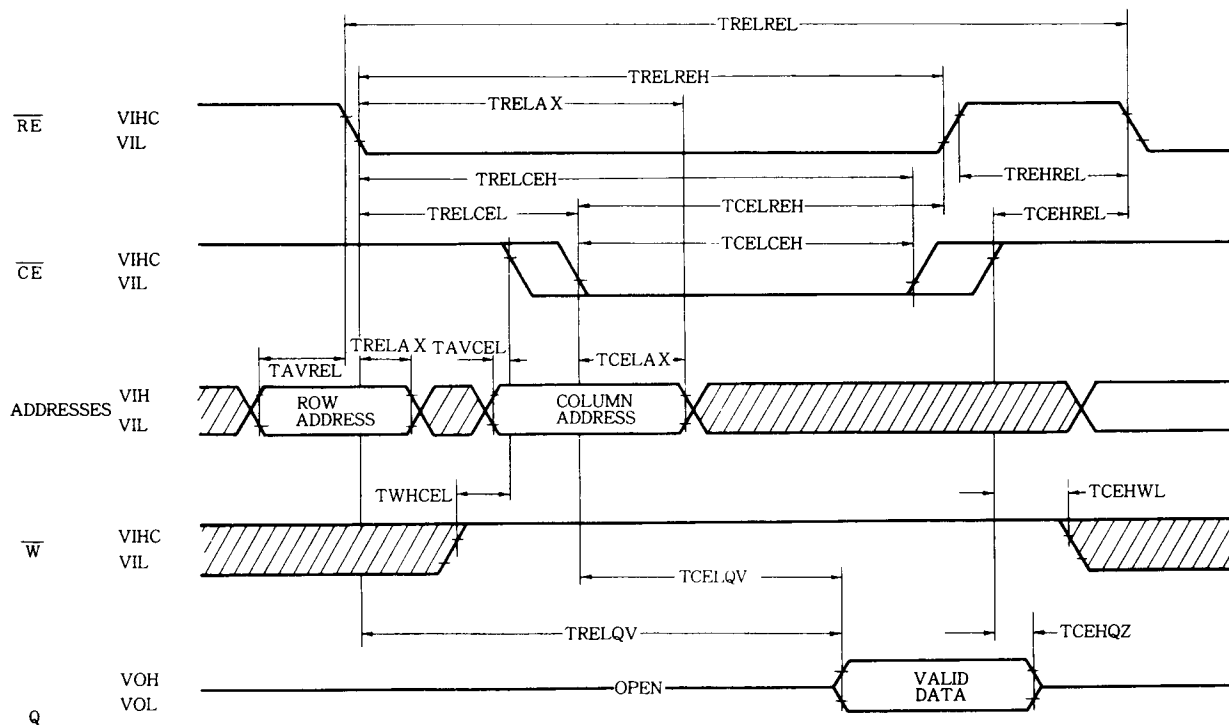 TRELREL
TRELREH
TRELAX
RE VIHC
VIL
TREHREL
TRELCEH
TCELREH
TRELCEL
TCEHREL
TCELCEH
CE VIHC
VIL
TRELAX TAVCEL
TCELAX
TAVREL
ADDRESSES VIH
VIL
ROW
ADDRESS
COLUMN
ADDRESS
TWHCEL
TCEHWL
W VIHC
VIL
TCELQV
TRELQV
TCEHQZ
VOH
VOL
OPEN
VALID
DATA
Q